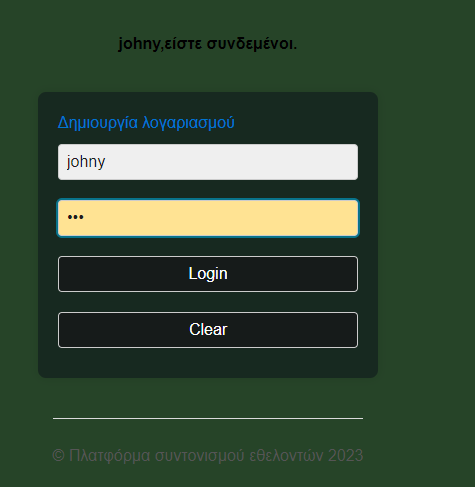 johny,είστε συνδεμένοι.
Δημιουργία λογαριασμού
johny
•••
Login
Clear
© Πλατφόρμα συντονισμού εθελοντών 2023